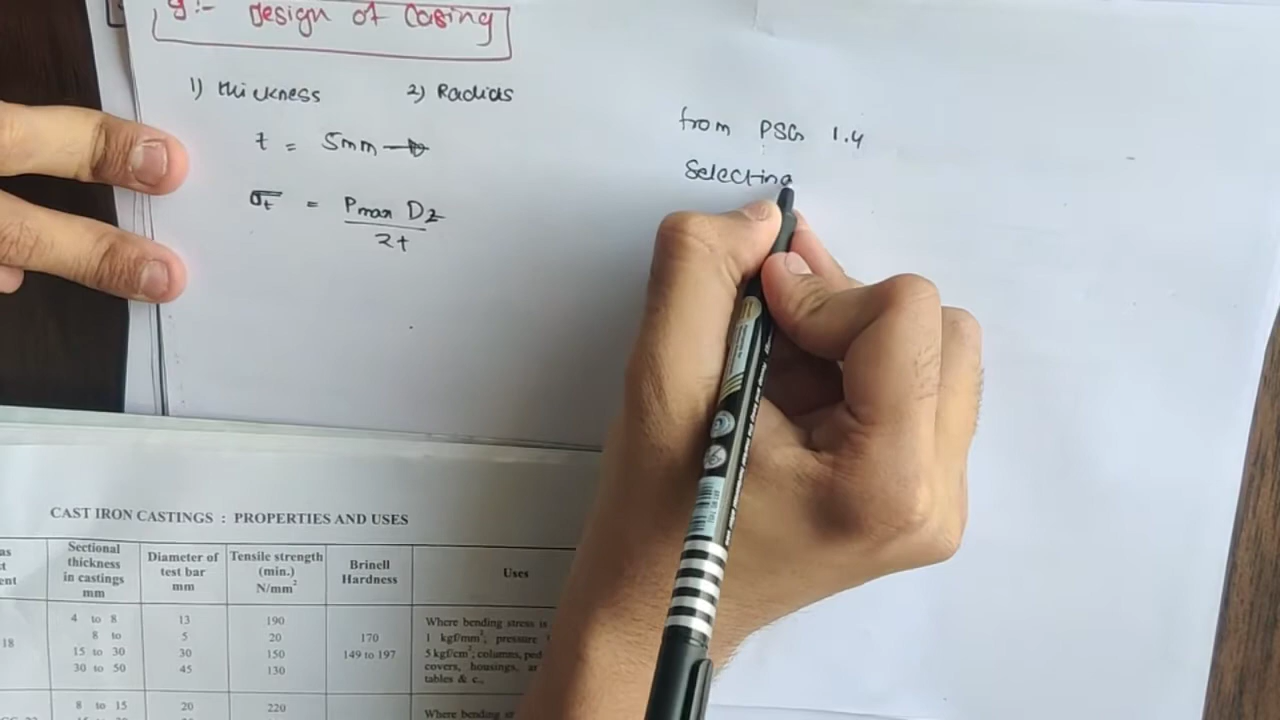 9:- Design of Casing
1) thickness 2) Radius
t = 5mm
σt = Pmax D2
2t
from PSG 1.4
Selecting
CAST IRON CASTINGS : PROPERTIES AND USES
Sectional thickness in castings mm
Diameter of test bar mm
Tensile strength (min.) N/mm²
Brinell Hardness
Uses
18
4 to 8 13 190
8 to 5 20
15 to 30 30 150
30 to 50 45 130
170
149 to 197
Where bending stress is
1 kgf/mm², pressure
5 kgf/cm², columns, ped
covers, housings, ar
tables & c.,
8 to 15 20 220
Where bending st